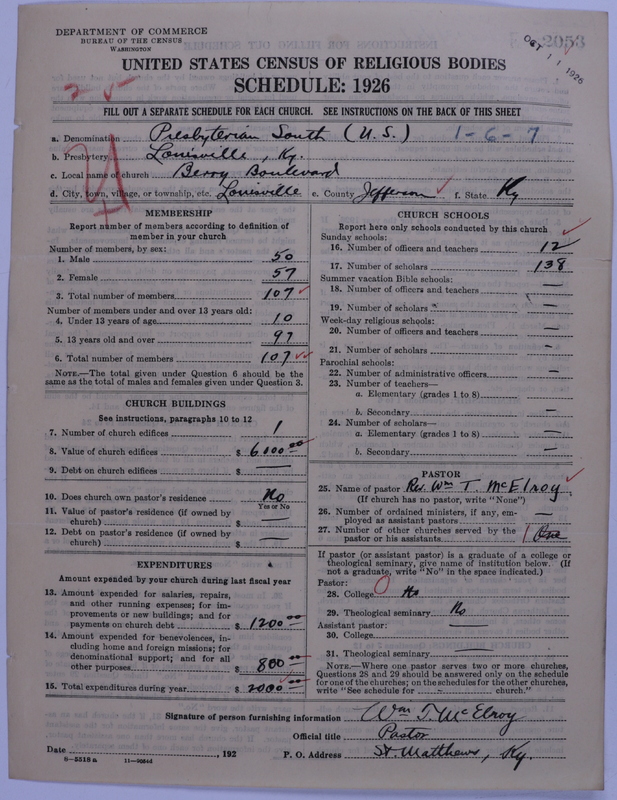 DEPARTMENT OF COMMERCE
BUREAU OF THE CENSUS
WASHINGTON
2053
OCT 11 1926
UNITED STATES CENSUS OF RELIGIOUS BODIES
SCHEDULE: 1926
FILL OUT A SEPARATE SCHEDULE FOR EACH CHURCH. SEE INSTRUCTIONS ON THE BACK OF THIS SHEET
a. Denomination Presbyterian South (U.S.) 1-6-7
b. Presbytery Louisville, Ky.
c. Local name of church Berry Boulevard
d. City, town, village, or township, etc. Louisville e. County Jefferson f. State Ky
MEMBERSHIP
Report number of members according to definition of
member in your church
Number of members, by sex:
1. Male 50
2. Female 57
3. Total number of members 107
Number of members under and over 13 years old:
4. Under 13 years of age 10
5. 13 years old and over 97
6. Total number of members 107
NOTE.—The total given under Question 6 should be
same as the total of males and females given under Question 3.
CHURCH BUILDINGS
See instructions, paragraphs 10 to 12
7. Number of church edifices 1
8. Value of church edifices $ 6000 00
9. Debt on church edifices $ —
10. Does church own pastor's residence No
Yes or No
11. Value of pastor's residence (if owned by
church) $ —
12. Debt on pastor's residence (if owned by
church) $ —
EXPENDITURES
Amount expended by your church during last fiscal year
13. Amount expended for salaries, repairs,
and other running expenses; for im-
provements or new buildings; and for
payments on church debt $ 1200 00
14. Amount expended for benevolences, in-
cluding home and foreign missions; for
denominational support; and for all
other purposes $ 800 00
15. Total expenditures during year $ 2000 00
CHURCH SCHOOLS
Report here only schools conducted by this church
Sunday schools:
16. Number of officers and teachers 12
17. Number of scholars 138
Summer vacation Bible schools:
18. Number of officers and teachers —
19. Number of scholars —
Week-day religious schools:
20. Number of officers and teachers —
21. Number of scholars —
Parochial schools:
22. Number of administrative officers —
23. Number of teachers—
a. Elementary (grades 1 to 8) —
b. Secondary —
24. Number of scholars—
a. Elementary (grades 1 to 8) —
b. Secondary —
PASTOR
25. Name of pastor Rev. Wm T. McElroy
(If church has no pastor, write "None")
26. Number of ordained ministers, if any, em-
ployed as assistant pastors —
27. Number of other churches served by the
pastor or his assistants One
If pastor (or assistant pastor) is a graduate of a college or
theological seminary, give name of institution below. (If
not a graduate, write "No" in the space indicated.)
Pastor:
28. College No
29. Theological seminary No
Assistant pastor:
30. College —
31. Theological seminary —
NOTE.—Where one pastor serves two or more churches,
Questions 28 and 29 should be answered only on the schedule
for one of the churches; on the schedules for the other churches,
write "See schedule for church."
Signature of person furnishing information Wm T. McElroy
Official title Pastor
Date , 192 P. O. Address St. Matthews, Ky.
8-5518a